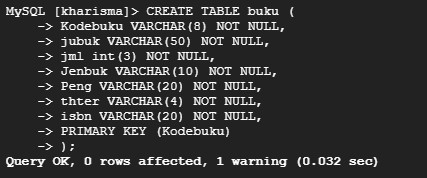 MySQL [kharisma]> CREATE TABLE buku (
    -> Kodebuku VARCHAR(8) NOT NULL,
    -> jubuk VARCHAR(50) NOT NULL,
    -> jml int(3) NOT NULL,
    -> Jenbuk VARCHAR(10) NOT NULL,
    -> Peng VARCHAR(20) NOT NULL,
    -> thter VARCHAR(4) NOT NULL,
    -> isbn VARCHAR(20) NOT NULL,
    -> PRIMARY KEY (Kodebuku)
    -> );
Query OK, 0 rows affected, 1 warning (0.032 sec)